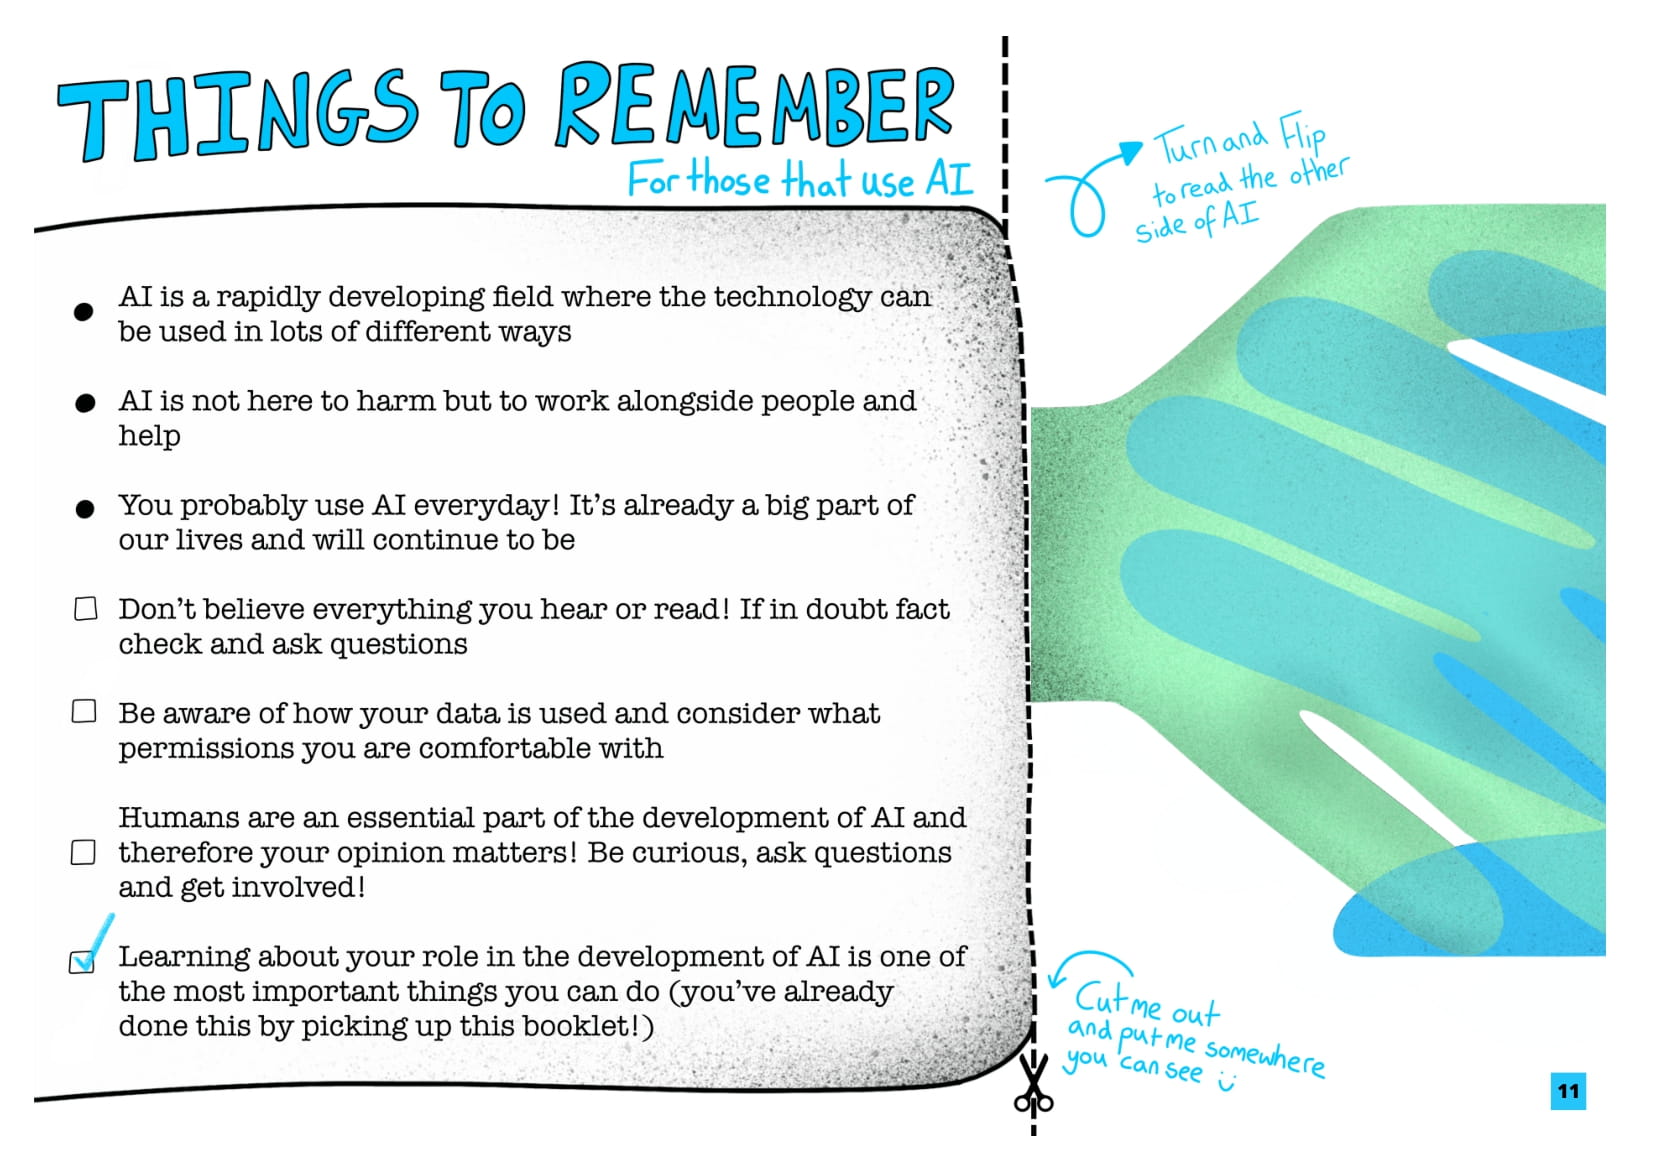 THINGS TO REMEMBER
For those that use AI
AI is a rapidly developing field where the technology can
be used in lots of different ways
AI is not here to harm but to work alongside people and
help
You probably use AI everyday! It's already a big part of
our lives and will continue to be
Don't believe everything you hear or read! If in doubt fact
check and ask questions
Be aware of how your data is used and consider what
permissions you are comfortable with
Humans are an essential part of the development of AI and
therefore your opinion matters! Be curious, ask questions
and get involved!
Learning about your role in the development of AI is one of
the most important things you can do (you've already
done this by picking up this booklet!)
Turn and Flip
to read the other
side of AI
Cut me out
and put me somewhere
you can see
11